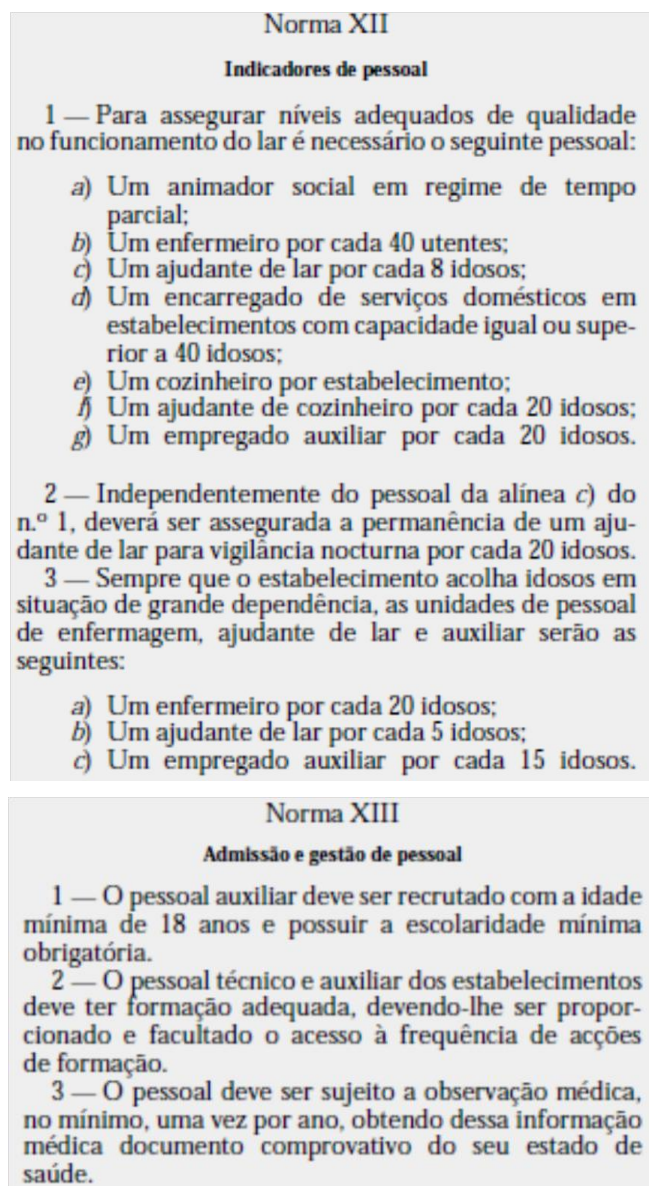 Norma XII
Indicadores de pessoal
1 — Para assegurar níveis adequados de qualidade
no funcionamento do lar é necessário o seguinte pessoal:
a) Um animador social em regime de tempo
parcial;
b) Um enfermeiro por cada 40 utentes;
c) Um ajudante de lar por cada 8 idosos;
d) Um encarregado de serviços domésticos em
estabelecimentos com capacidade igual ou supe-
rior a 40 idosos;
e) Um cozinheiro por estabelecimento;
f) Um ajudante de cozinheiro por cada 20 idosos;
g) Um empregado auxiliar por cada 20 idosos.
2 — Independentemente do pessoal da alínea c) do
n.º 1, deverá ser assegurada a permanência de um aju-
dante de lar para vigilância nocturna por cada 20 idosos.
3 — Sempre que o estabelecimento acolha idosos em
situação de grande dependência, as unidades de pessoal
de enfermagem, ajudante de lar e auxiliar serão as
seguintes:
a) Um enfermeiro por cada 20 idosos;
b) Um ajudante de lar por cada 5 idosos;
c) Um empregado auxiliar por cada 15 idosos.
Norma XIII
Admissão e gestão de pessoal
1 — O pessoal auxiliar deve ser recrutado com a idade
mínima de 18 anos e possuir a escolaridade mínima
obrigatória.
2 — O pessoal técnico e auxiliar dos estabelecimentos
deve ter formação adequada, devendo-lhe ser propor-
cionado e facultado o acesso à frequência de acções
de formação.
3 — O pessoal deve ser sujeito a observação médica,
no mínimo, uma vez por ano, obtendo dessa informação
médica documento comprovativo do seu estado de
saúde.